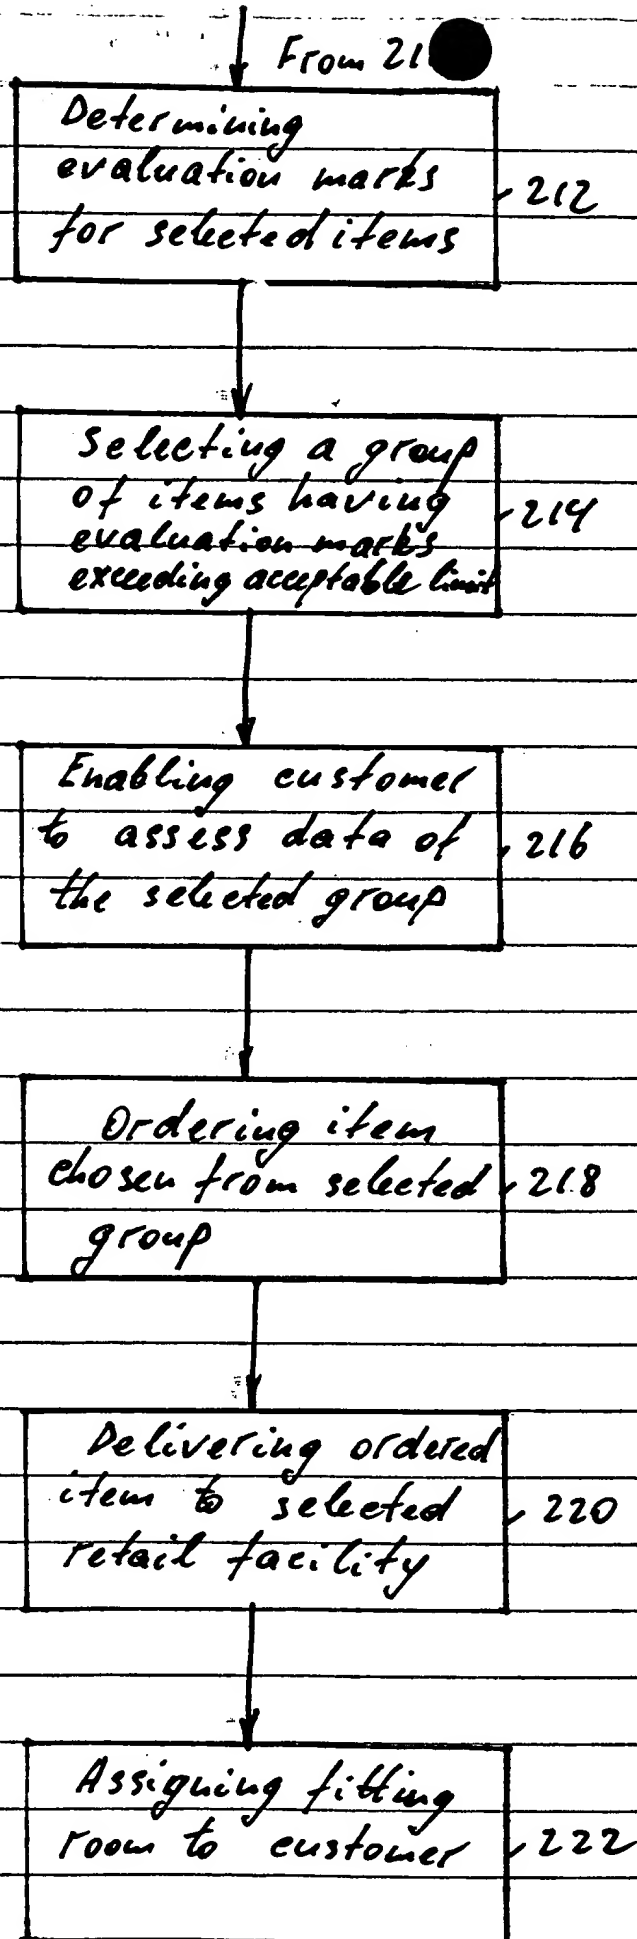 From 21
Determining
evaluation marks
for selected items
212
Selecting a group
of items having
evaluation marks
exceeding acceptable limit
214
Enabling customer
to assess data of
the selected group
216
Ordering item
chosen from selected
group
218
Delivering ordered
item to selected
retail facility
220
Assigning fitting
room to customer
222